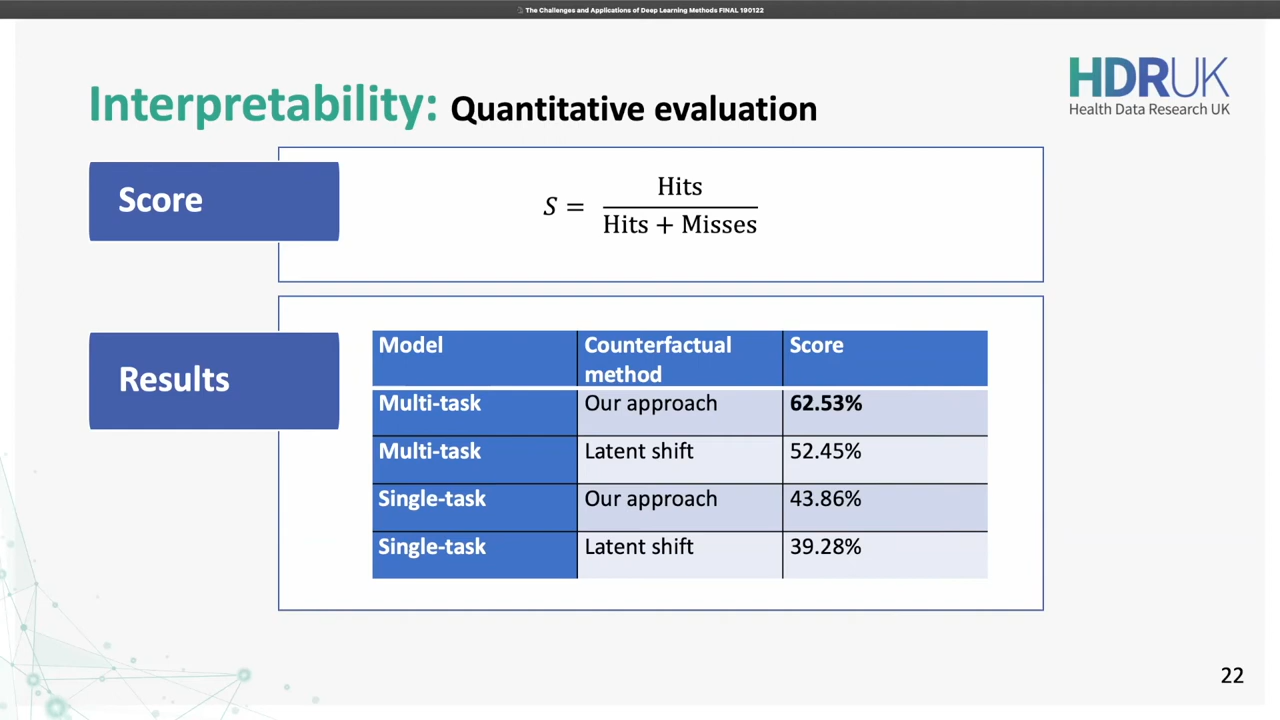 The Challenges and Applications of Deep Learning Methods FINAL 190122
Interpretability: Quantitative evaluation
HDRUK
Health Data Research UK
Score
S = Hits / Hits + Misses
Results
Model Counterfactual method Score
Multi-task Our approach 62.53%
Multi-task Latent shift 52.45%
Single-task Our approach 43.86%
Single-task Latent shift 39.28%
22